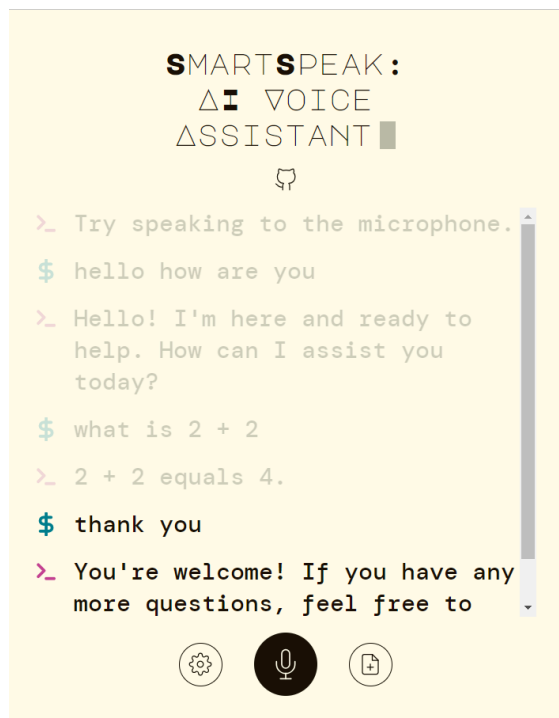 SMARTSPEAK:
AI VOICE
ASSISTANT
>_ Try speaking to the microphone.
$ hello how are you
>_ Hello! I'm here and ready to
help. How can I assist you
today?
$ what is 2 + 2
>_ 2 + 2 equals 4.
$ thank you
>_ You're welcome! If you have any
more questions, feel free to